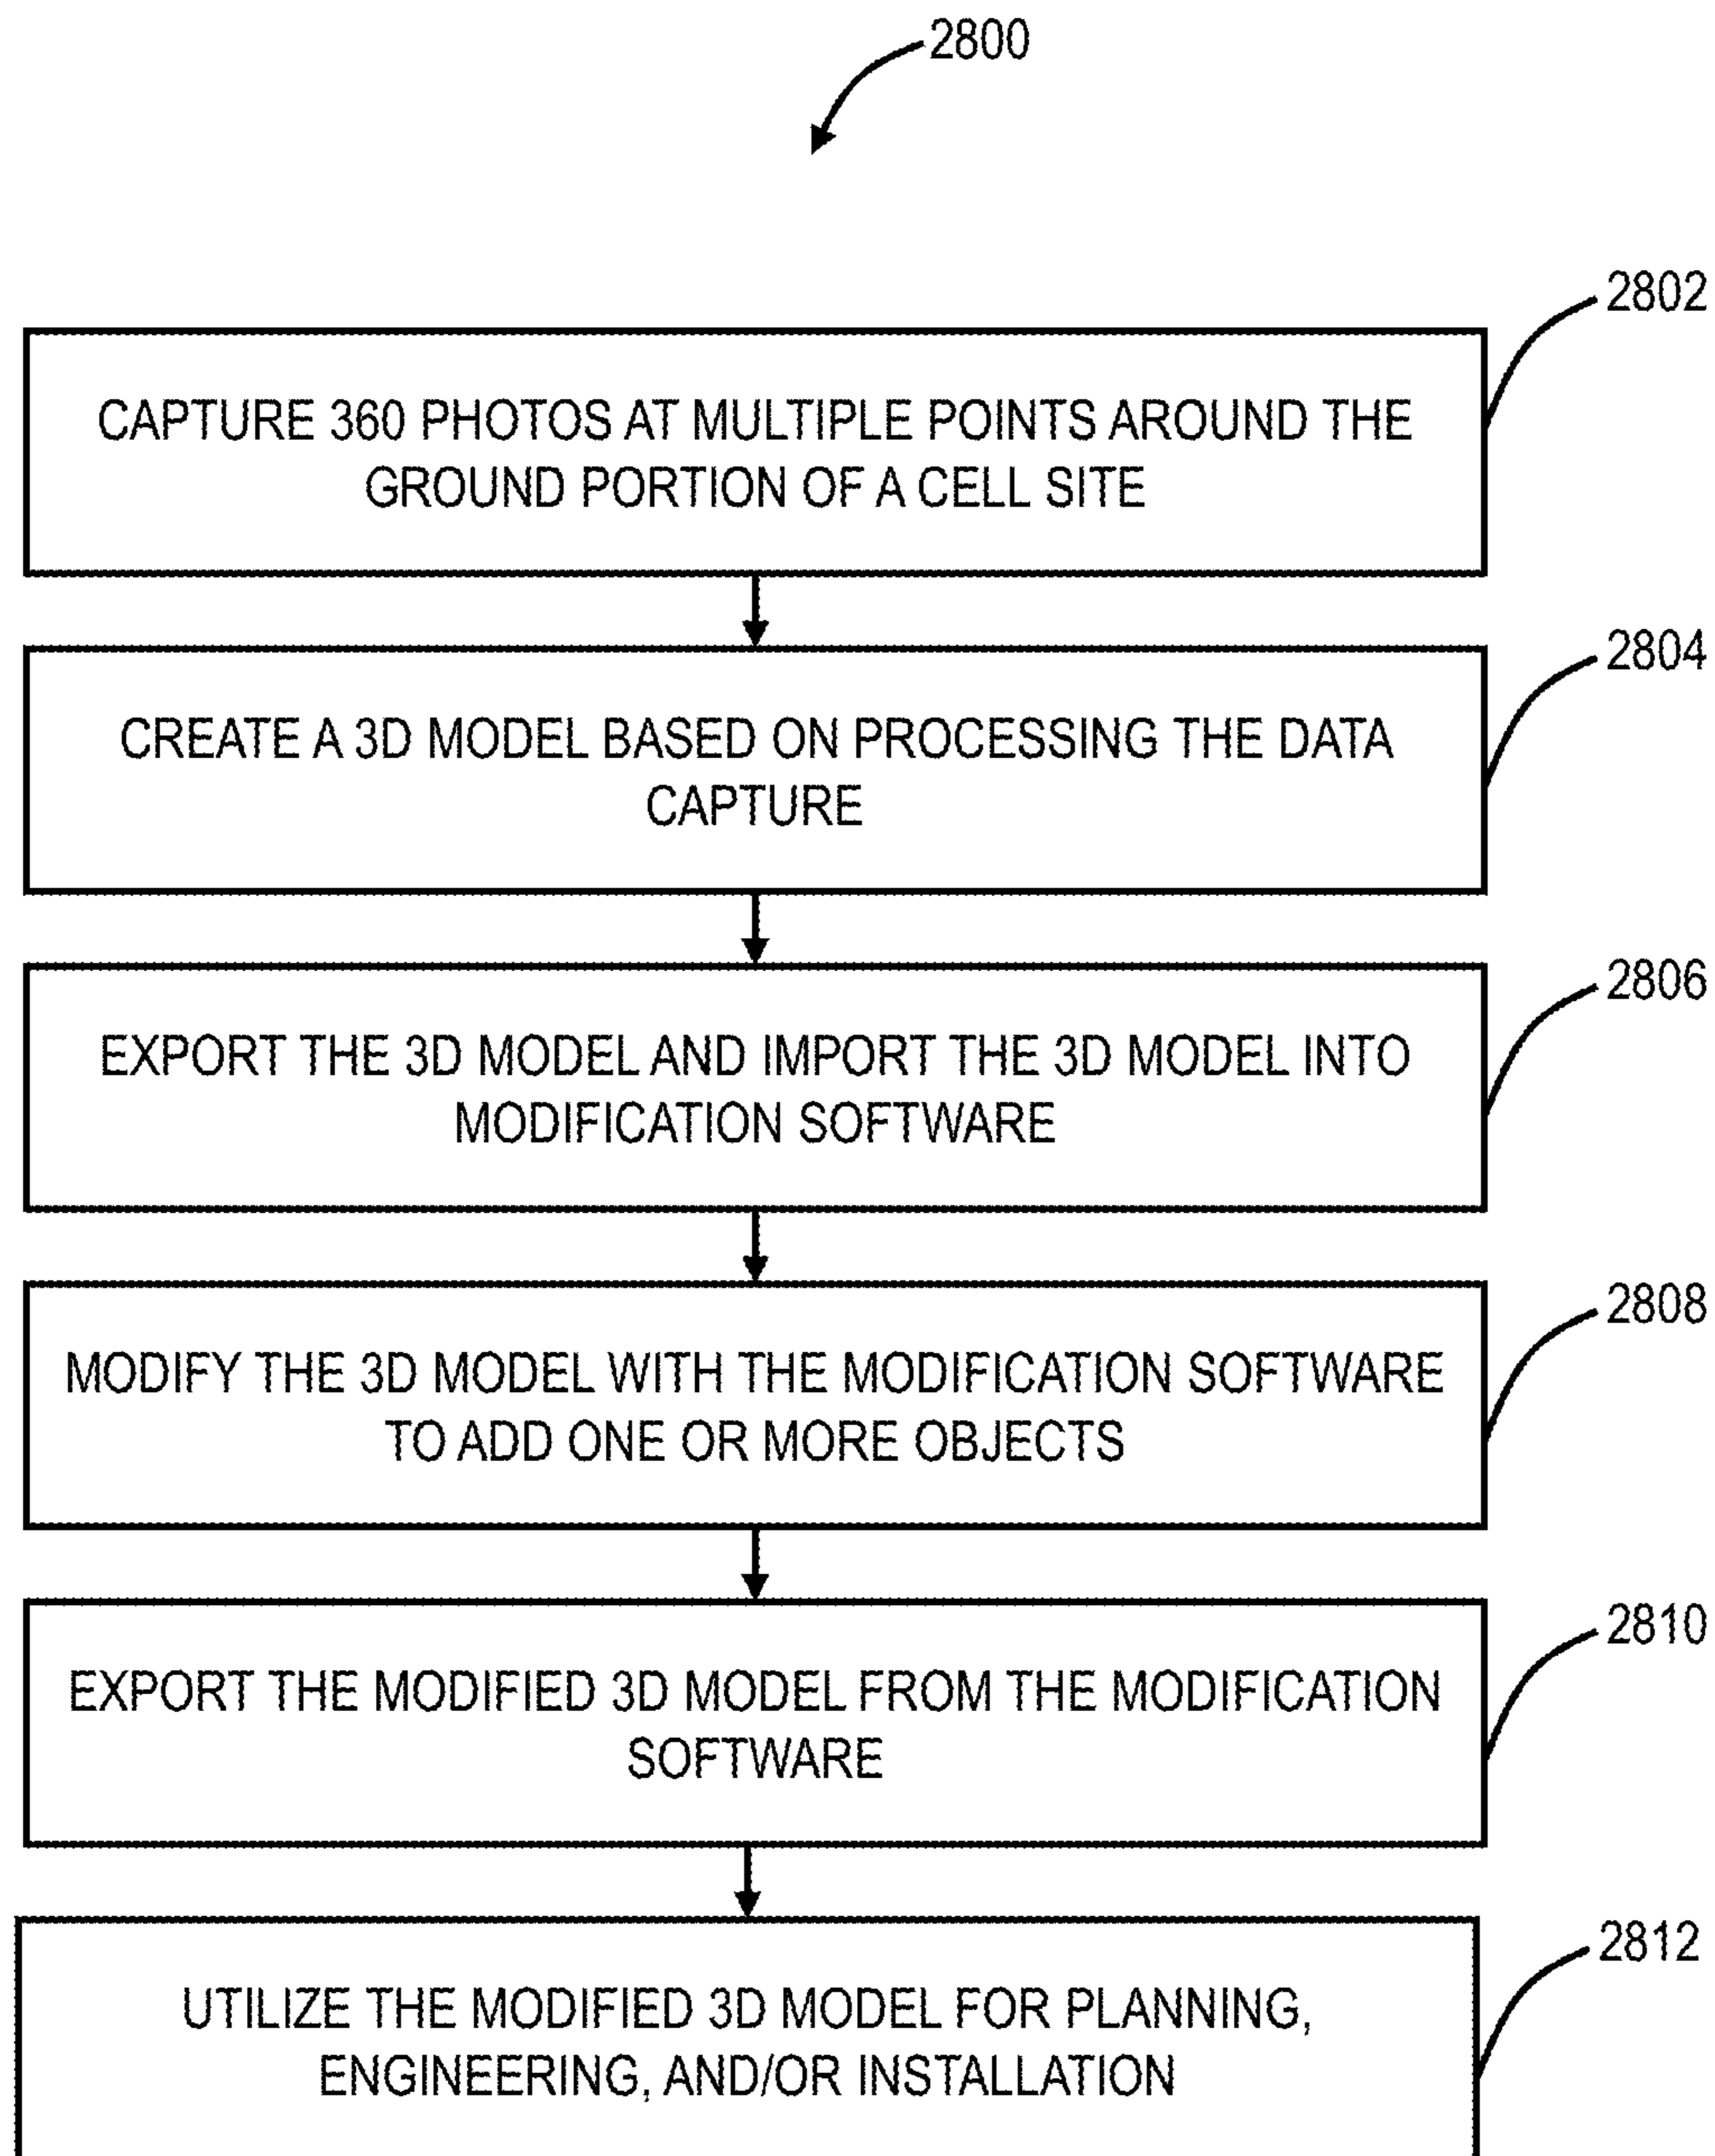 2800
2802
CAPTURE 360 PHOTOS AT MULTIPLE POINTS AROUND THE
GROUND PORTION OF A CELL SITE
2804
CREATE A 3D MODEL BASED ON PROCESSING THE DATA
CAPTURE
2806
EXPORT THE 3D MODEL AND IMPORT THE 3D MODEL INTO
MODIFICATION SOFTWARE
2808
MODIFY THE 3D MODEL WITH THE MODIFICATION SOFTWARE
TO ADD ONE OR MORE OBJECTS
2810
EXPORT THE MODIFIED 3D MODEL FROM THE MODIFICATION
SOFTWARE
2812
UTILIZE THE MODIFIED 3D MODEL FOR PLANNING,
ENGINEERING, AND/OR INSTALLATION